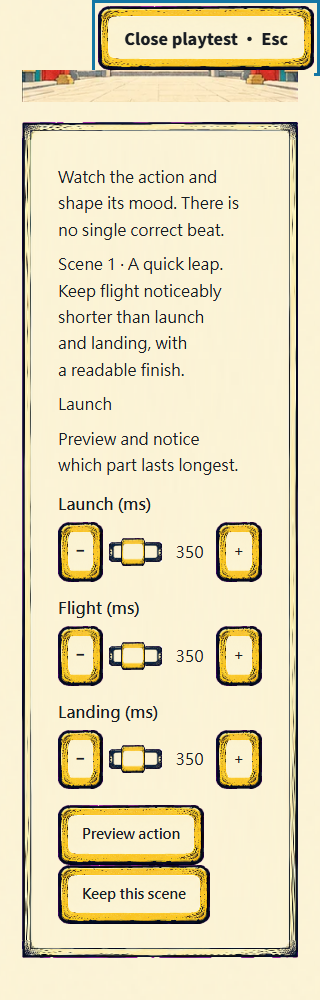 Close playtest • Esc
Watch the action and
shape its mood. There is
no single correct beat.
Scene 1 · A quick leap.
Keep flight noticeably
shorter than launch
and landing, with
a readable finish.
Launch
Preview and notice
which part lasts longest.
Launch (ms)
− 350 +
Flight (ms)
− 350 +
Landing (ms)
− 350 +
Preview action
Keep this scene